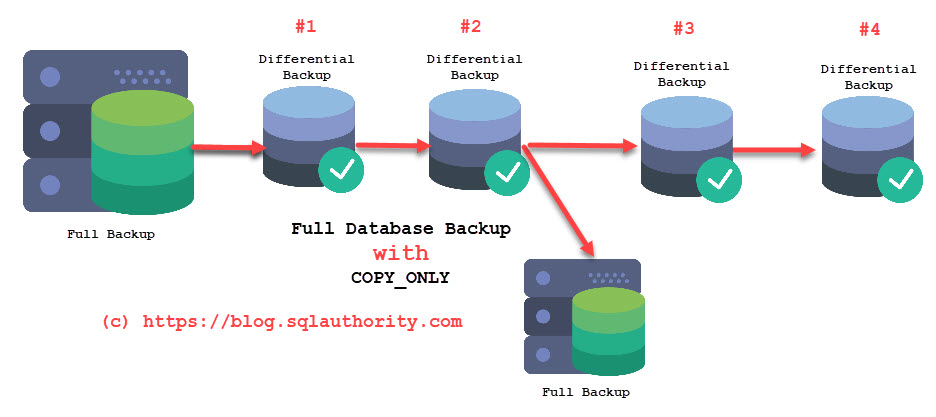 #1
#2
#3
#4
Differential
Backup
Differential
Backup
Differential
Backup
Differential
Backup
Full Backup
Full Database Backup
with
COPY_ONLY
(c) https://blog.sqlauthority.com
Full Backup